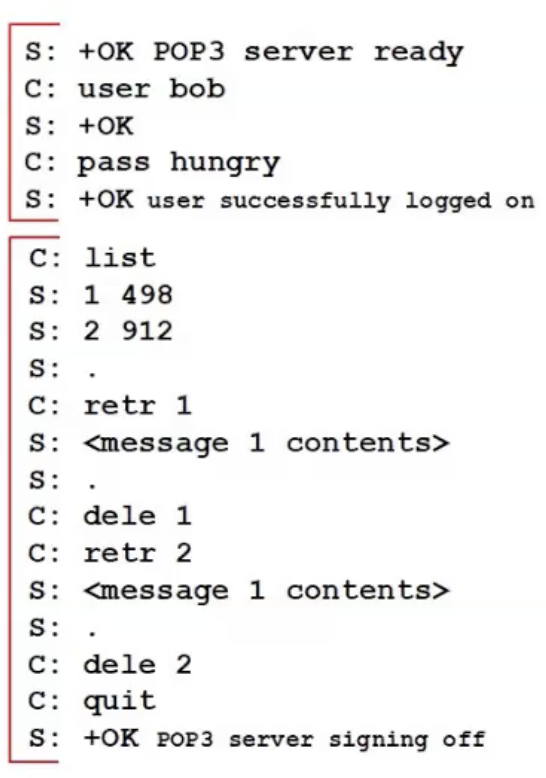 S: +OK POP3 server ready
C: user bob
S: +OK
C: pass hungry
S: +OK user successfully logged on
C: list
S: 1 498
S: 2 912
S: .
C: retr 1
S: <message 1 contents>
S: .
C: dele 1
C: retr 2
S: <message 1 contents>
S: .
C: dele 2
C: quit
S: +OK POP3 server signing off